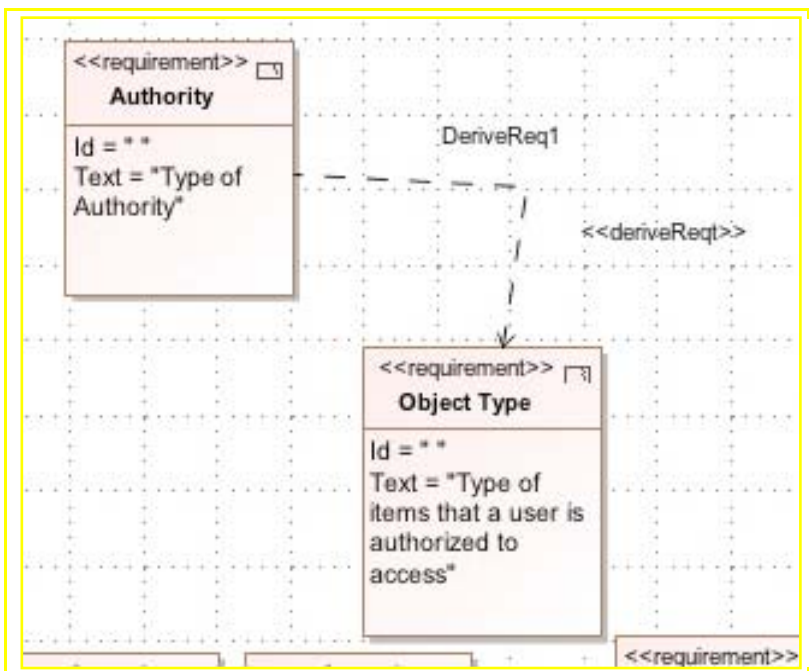 <<requirement>>
Authority
Id = " "
Text = "Type of
Authority"
DeriveReq1
<<deriveReqt>>
<<requirement>>
Object Type
Id = " "
Text = "Type of
items that a user is
authorized to
access"
<<requirement>>